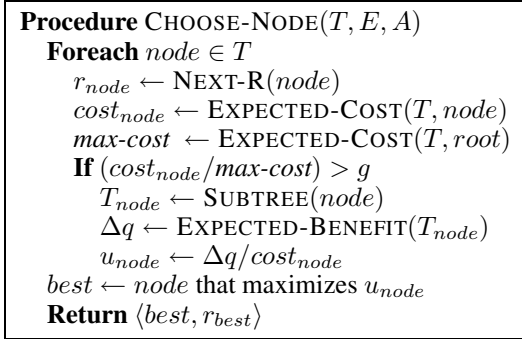 Procedure CHOOSE-NODE(T, E, A)
Foreach node ∈ T
r_node ← NEXT-R(node)
cost_node ← EXPECTED-COST(T, node)
max-cost ← EXPECTED-COST(T, root)
If (cost_node/max-cost) > g
T_node ← SUBTREE(node)
Δq ← EXPECTED-BENEFIT(T_node)
u_node ← Δq/cost_node
best ← node that maximizes u_node
Return ⟨best, r_best⟩